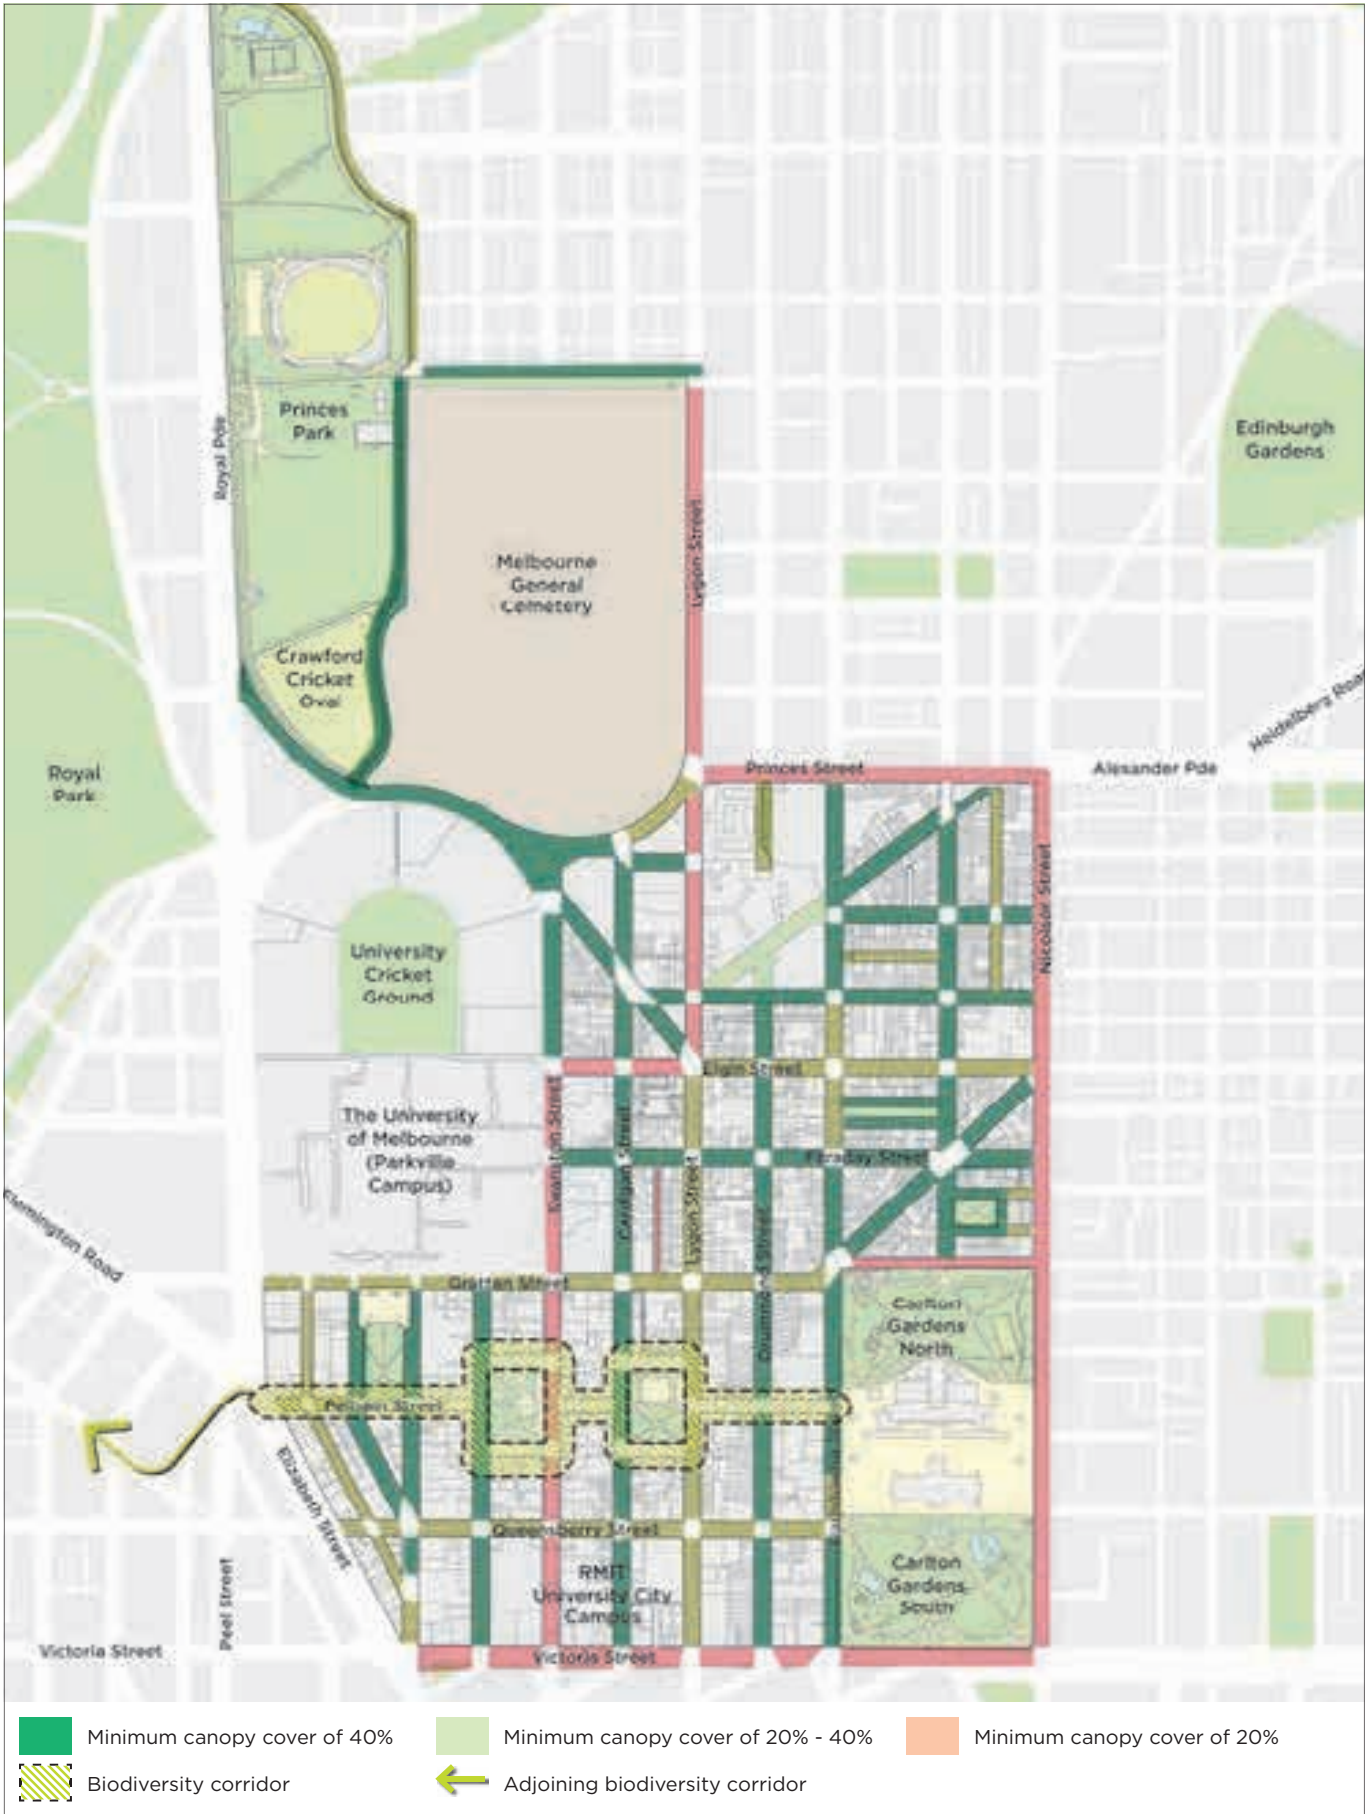 Princes
Park
Royal Pde
Edinburgh
Gardens
Melbourne
General
Cemetery
Lygon Street
Crawford
Cricket
Oval
Heidelberg Road
Royal
Park
Princes Street
Alexander Pde
Nicolson Street
University
Cricket
Ground
Elgin Street
The University
of Melbourne
(Parkville
Campus)
Swanston Street
Cardigan Street
Faraday Street
Lygon Street
Flemington Road
Drummond Street
Grattan Street
Carlton
Gardens
North
Pelham Street
Elizabeth Street
Queensberry Street
RMIT
University City
Campus
Carlton
Gardens
South
Peel Street
Victoria Street
Victoria Street
Minimum canopy cover of 40%
Minimum canopy cover of 20% - 40%
Minimum canopy cover of 20%
Biodiversity corridor
Adjoining biodiversity corridor